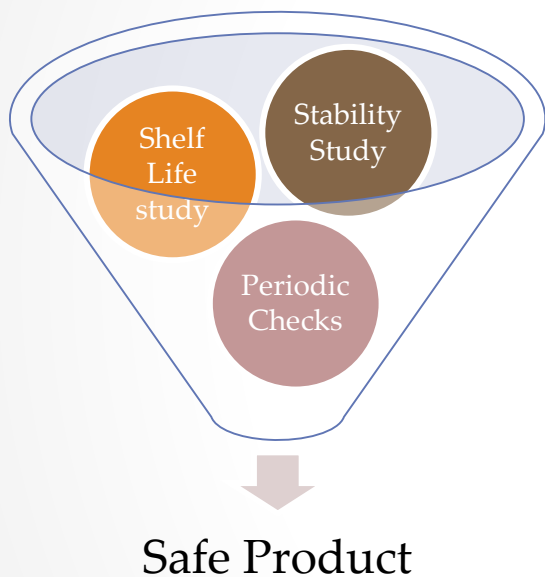 Shelf
Life
study
Stability
Study
Periodic
Checks
Safe Product